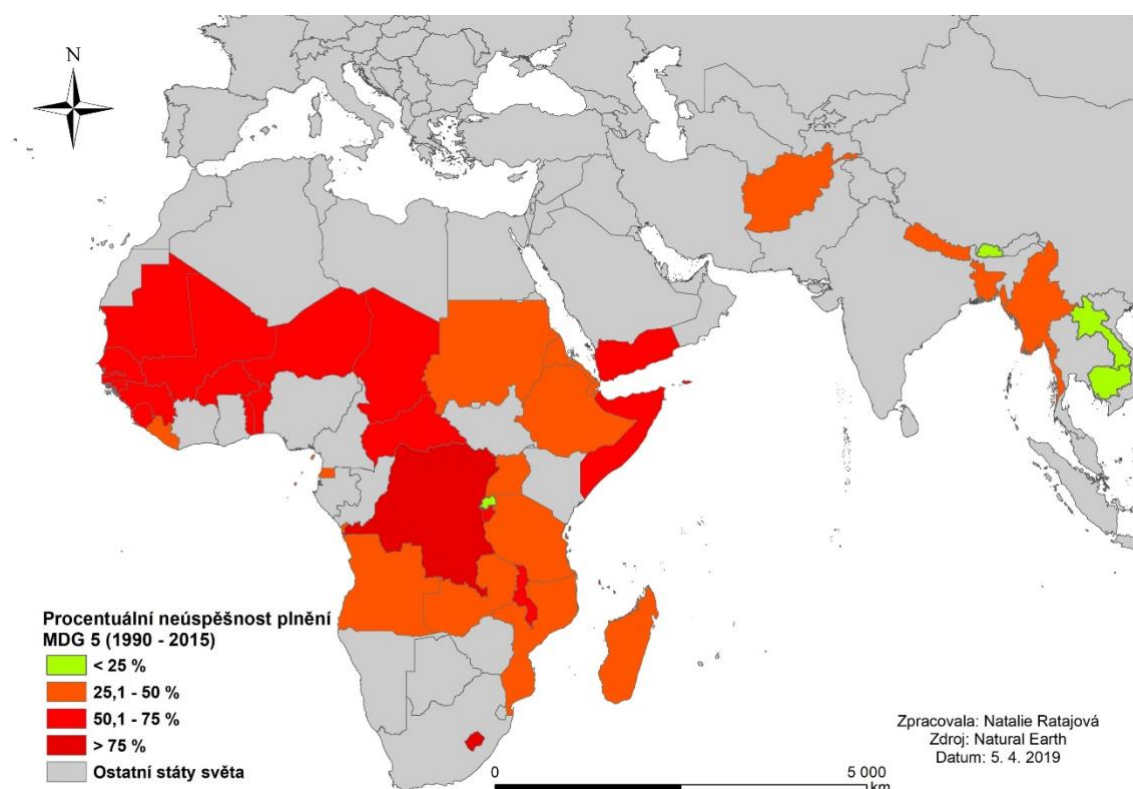 N
Procentuální neúspěšnost plnění
MDG 5 (1990 - 2015)
< 25 %
25,1 - 50 %
50,1 - 75 %
> 75 %
Ostatní státy světa
Zpracovala: Natalie Ratajová
Zdroj: Natural Earth
Datum: 5. 4. 2019
0 5 000
km